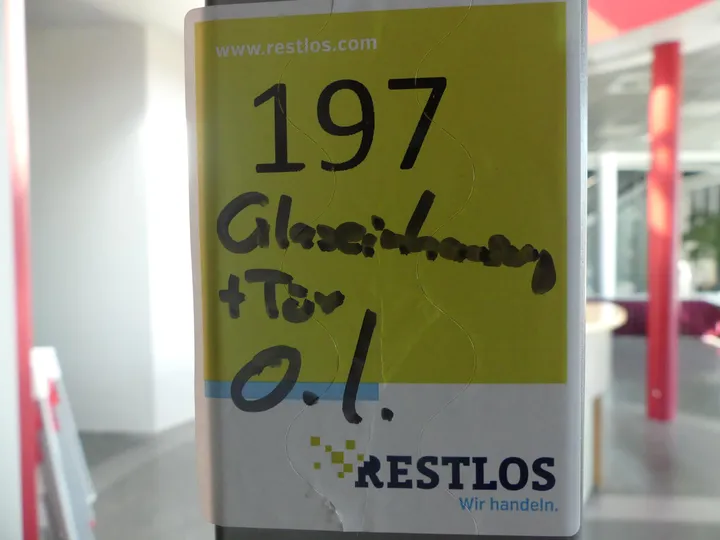 www.restlos.com
197
Glaseinhausung
+ Tür
O.I.
RESTLOS
Wir handeln.